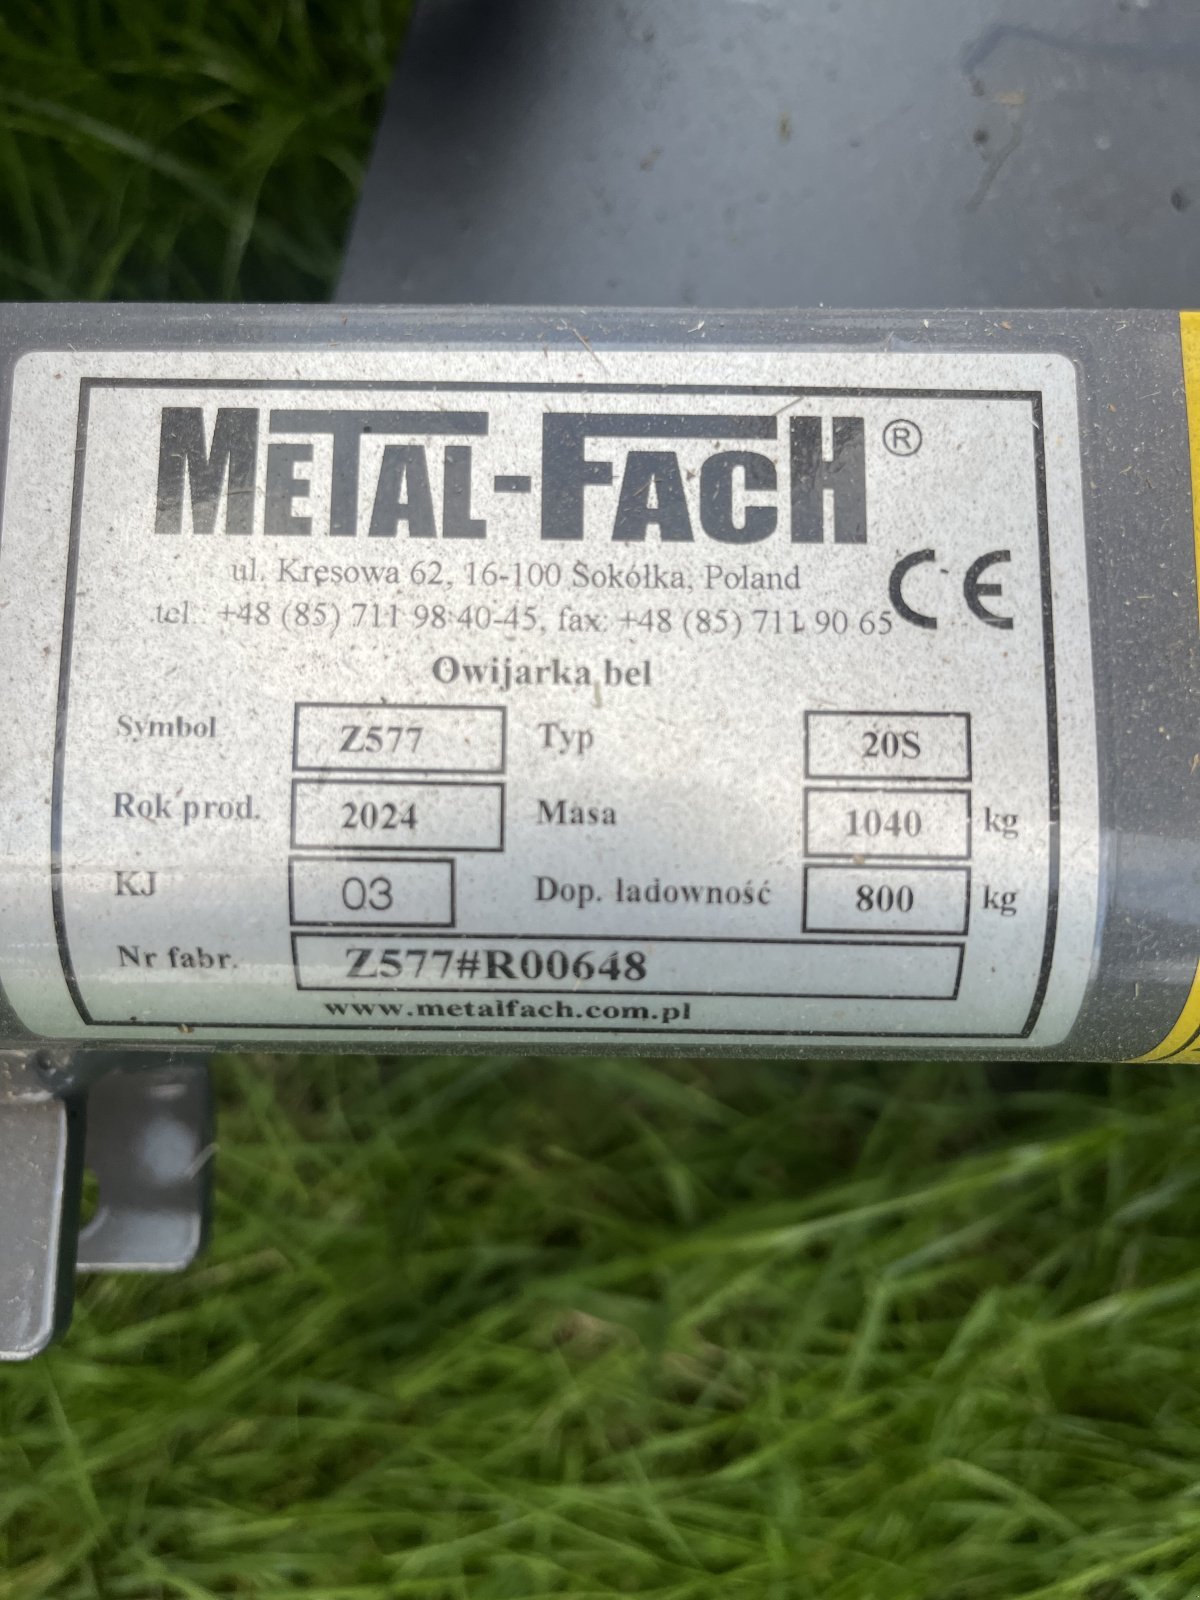 METAL-FACH®
ul. Kresowa 62, 16-100 Sokółka, Poland
tel.: +48 (85) 711 98 40-45, fax: +48 (85) 711 90 65
CE
Owijarka bel
Symbol Z577 Typ 20S
Rok prod. 2024 Masa 1040 kg
KJ 03 Dop. ładowność 800 kg
Nr fabr. Z577#R00648
www.metalfach.com.pl